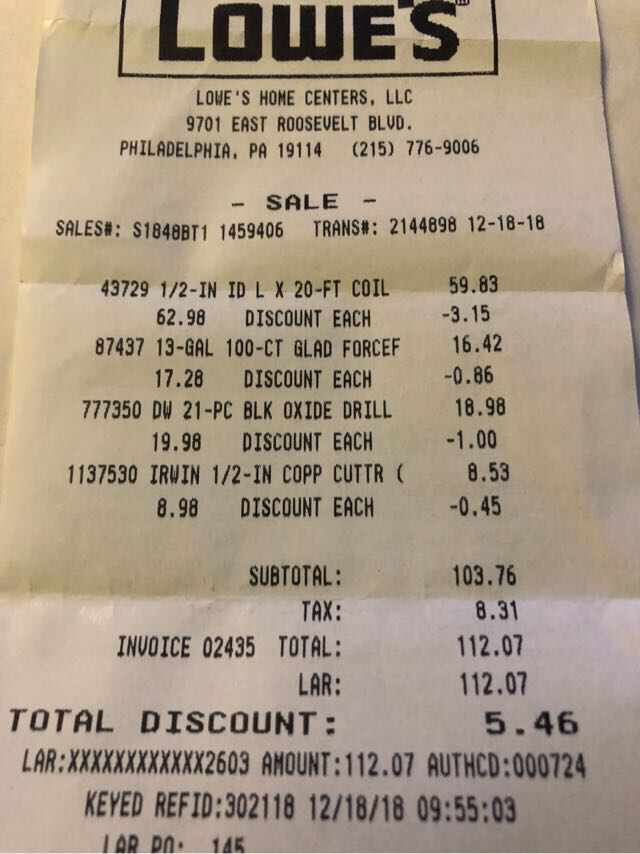 LOWE'S
LOWE'S HOME CENTERS, LLC
9701 EAST ROOSEVELT BLVD.
PHILADELPHIA, PA 19114 (215) 776-9006
- SALE -
SALES#: S1848BT1 1459406 TRANS#: 2144898 12-18-18
43729 1/2-IN ID L X 20-FT COIL 59.83
62.98 DISCOUNT EACH -3.15
87437 13-GAL 100-CT GLAD FORCEF 16.42
17.28 DISCOUNT EACH -0.86
777350 DW 21-PC BLK OXIDE DRILL 18.98
19.98 DISCOUNT EACH -1.00
1137530 IRWIN 1/2-IN COPP CUTTR ( 8.53
8.98 DISCOUNT EACH -0.45
SUBTOTAL: 103.76
TAX: 8.31
INVOICE 02435 TOTAL: 112.07
LAR: 112.07
TOTAL DISCOUNT: 5.46
LAR:XXXXXXXXXXXX2603 AMOUNT:112.07 AUTHCD:000724
KEYED REFID:302118 12/18/18 09:55:03
LAR PO: 145